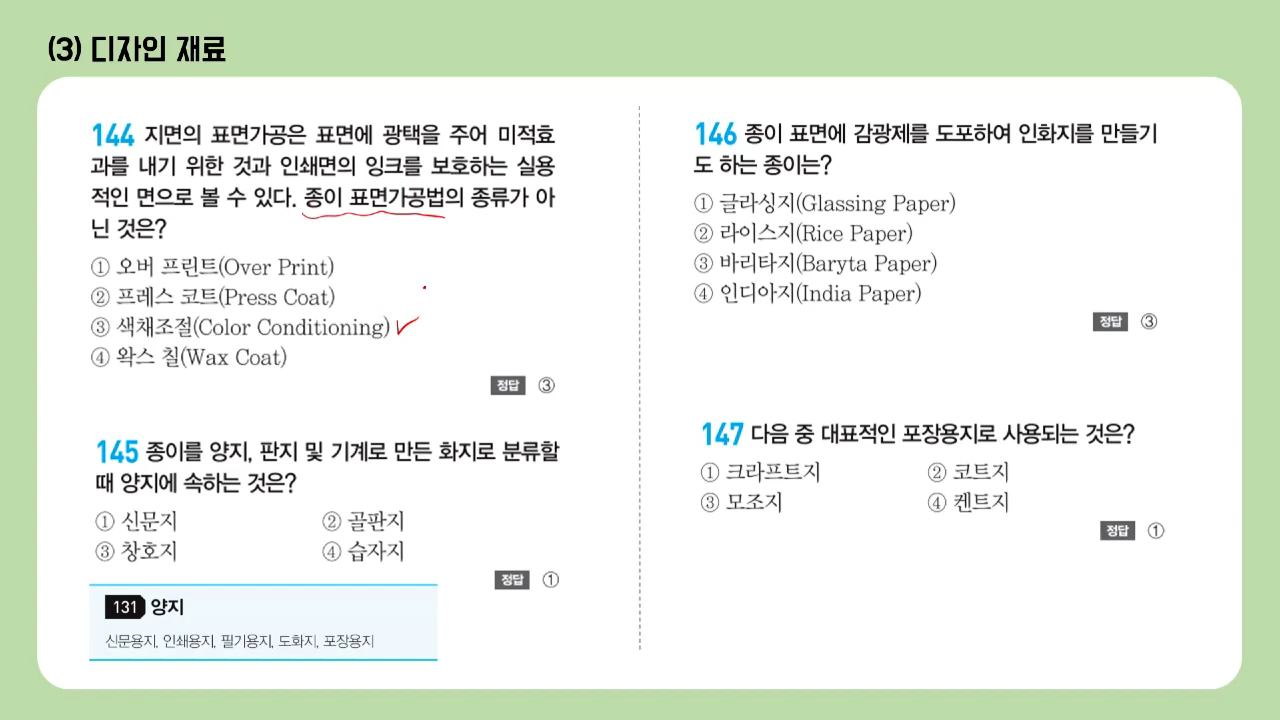 (3) 디자인 재료
144 지면의 표면가공은 표면에 광택을 주어 미적효
과를 내기 위한 것과 인쇄면의 잉크를 보호하는 실용
적인 면으로 볼 수 있다. 종이 표면가공법의 종류가 아
닌 것은?
① 오버 프린트(Over Print)
② 프레스 코트(Press Coat)
③ 색채조절(Color Conditioning)
④ 왁스 칠(Wax Coat)
정답 ③
145 종이를 양지, 판지 및 기계로 만든 화지로 분류할
때 양지에 속하는 것은?
① 신문지 ② 골판지
③ 창호지 ④ 습자지
정답 ①
131 양지
신문용지, 인쇄용지, 필기용지, 도화지, 포장용지
146 종이 표면에 감광제를 도포하여 인화지를 만들기
도 하는 종이는?
① 글라싱지(Glassing Paper)
② 라이스지(Rice Paper)
③ 바리타지(Baryta Paper)
④ 인디아지(India Paper)
정답 ③
147 다음 중 대표적인 포장용지로 사용되는 것은?
① 크라프트지 ② 코트지
③ 모조지 ④ 켄트지
정답 ①